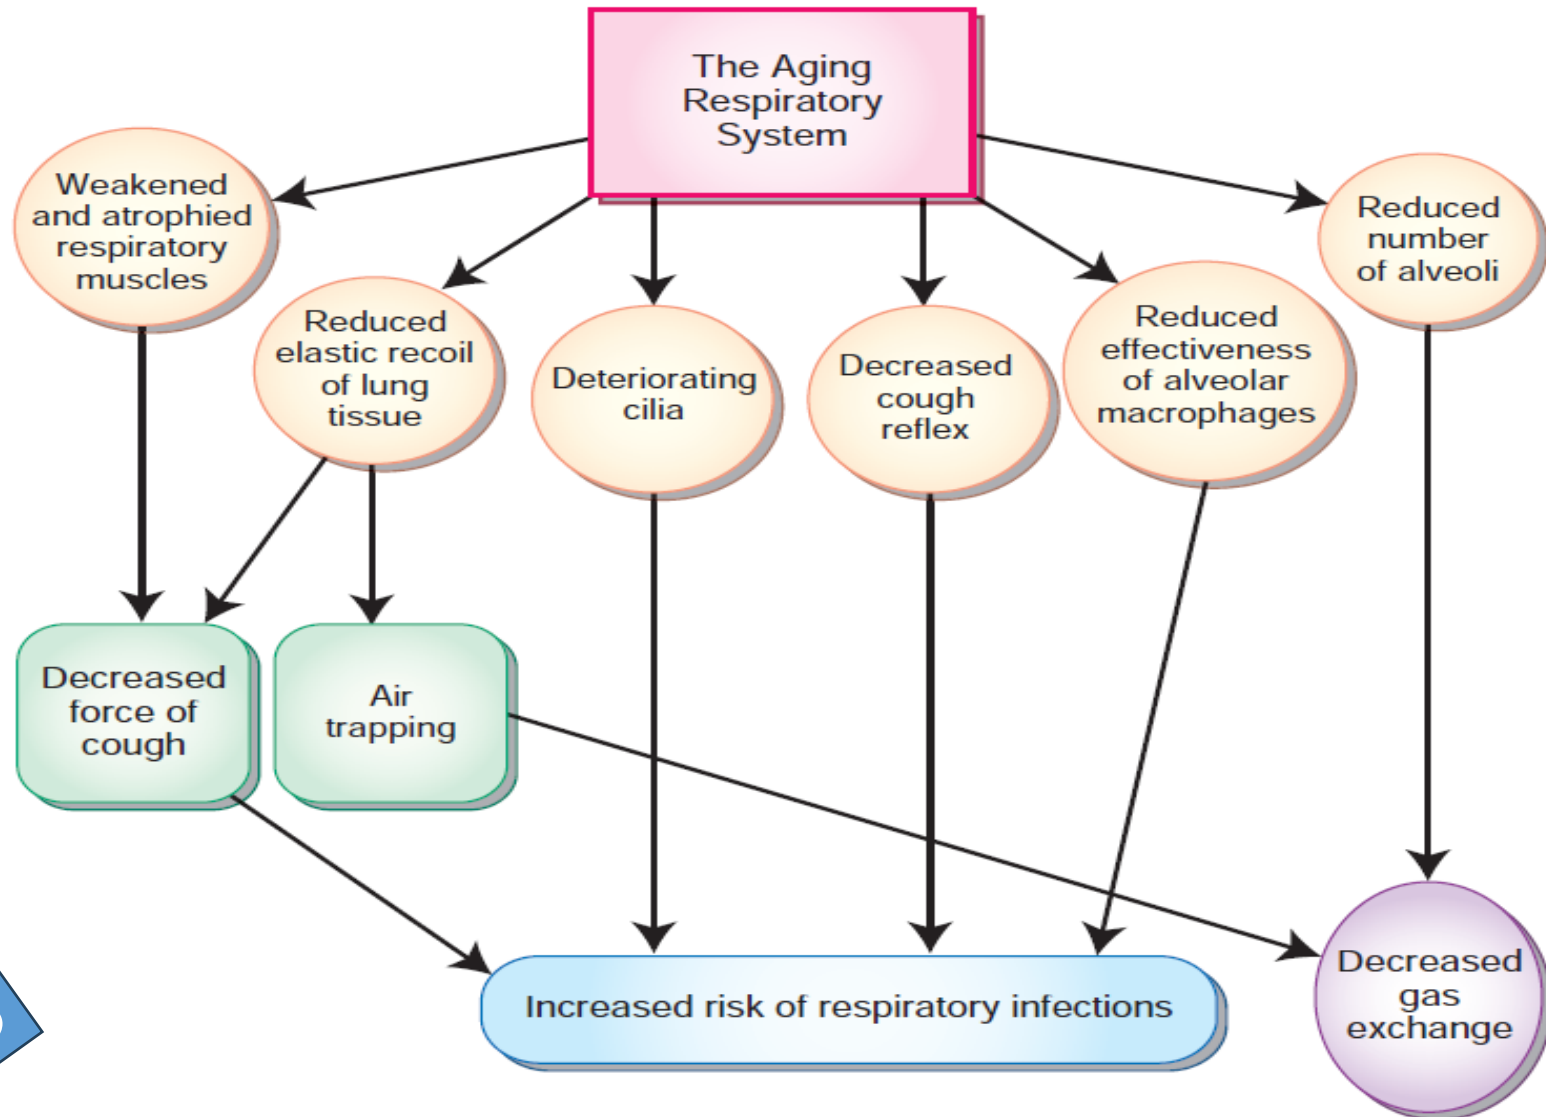 The Aging
Respiratory
System
Weakened
and atrophied
respiratory
muscles
Reduced
elastic recoil
of lung
tissue
Deteriorating
cilia
Decreased
cough
reflex
Reduced
effectiveness
of alveolar
macrophages
Reduced
number
of alveoli
Decreased
force of
cough
Air
trapping
Increased risk of respiratory infections
Decreased
gas
exchange